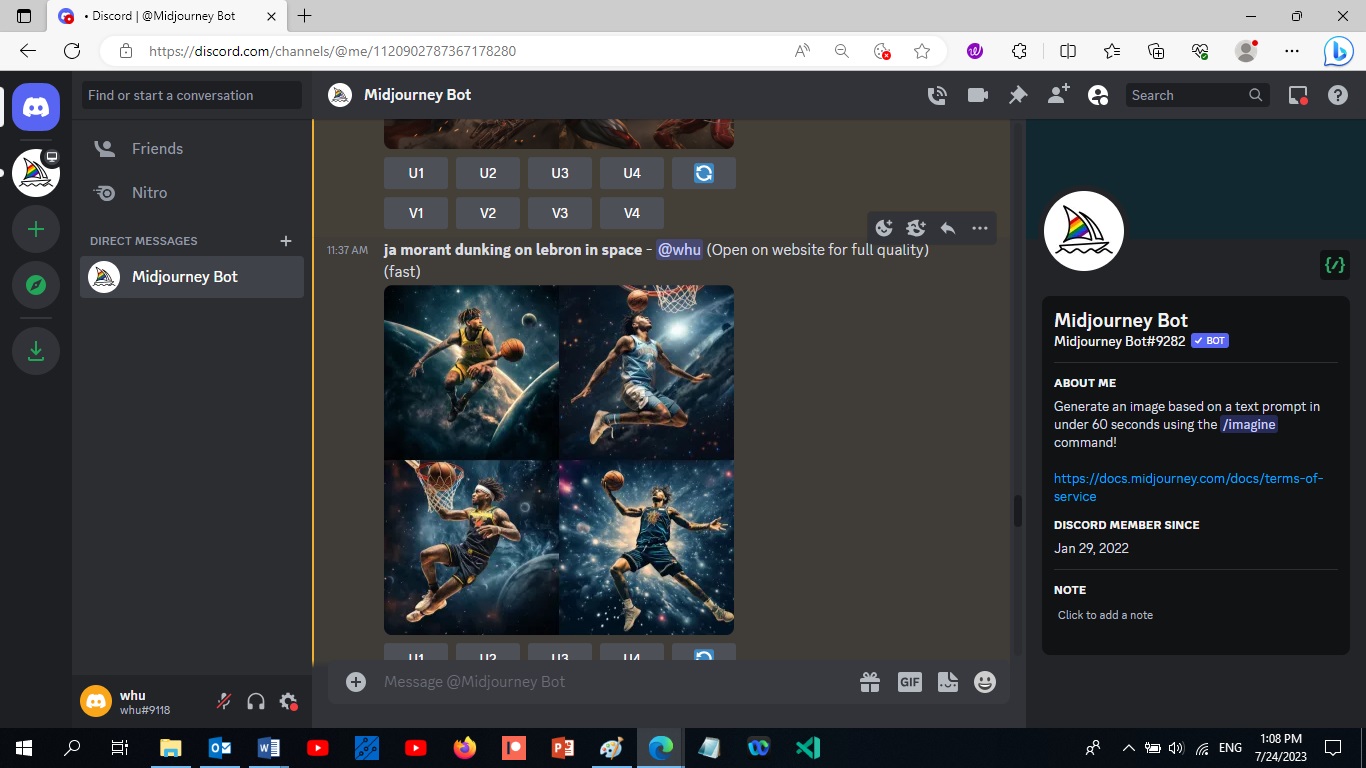 • Discord | @Midjourney Bot
https://discord.com/channels/@me/1120902787367178280
Find or start a conversation
Midjourney Bot
Search
Friends
Nitro
DIRECT MESSAGES
Midjourney Bot
U1 U2 U3 U4
V1 V2 V3 V4
11:37 AM ja morant dunking on lebron in space - @whu (Open on website for full quality)
(fast)
U1 U2 U3 U4
Message @Midjourney Bot
GIF
Midjourney Bot
Midjourney Bot#9282 ✓ BOT
ABOUT ME
Generate an image based on a text prompt in
under 60 seconds using the /imagine
command!
https://docs.midjourney.com/docs/terms-of-
service
DISCORD MEMBER SINCE
Jan 29, 2022
NOTE
Click to add a note
whu
whu#9118
ENG
1:08 PM
7/24/2023